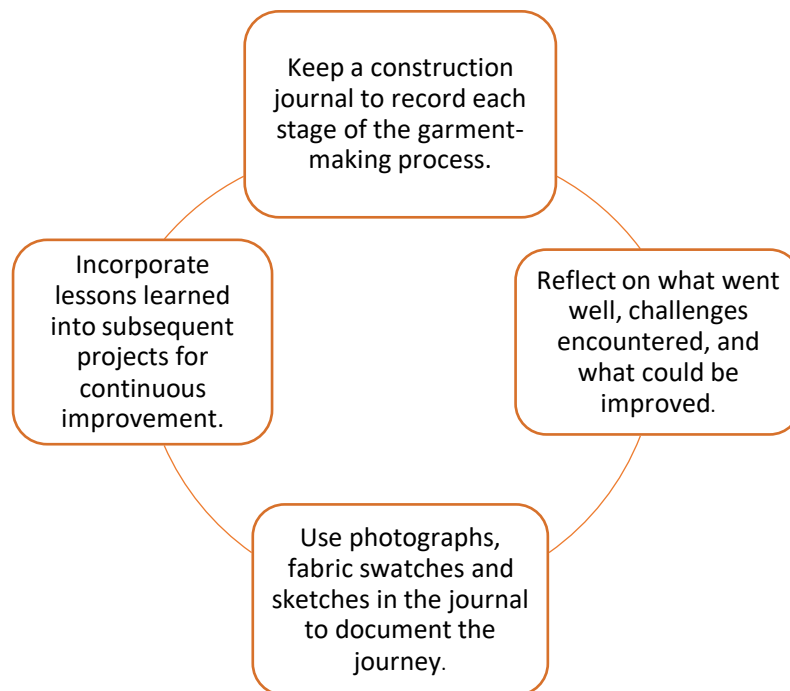 Keep a construction
journal to record each
stage of the garment-
making process.
Reflect on what went
well, challenges
encountered, and
what could be
improved.
Use photographs,
fabric swatches and
sketches in the journal
to document the
journey.
Incorporate
lessons learned
into subsequent
projects for
continuous
improvement.